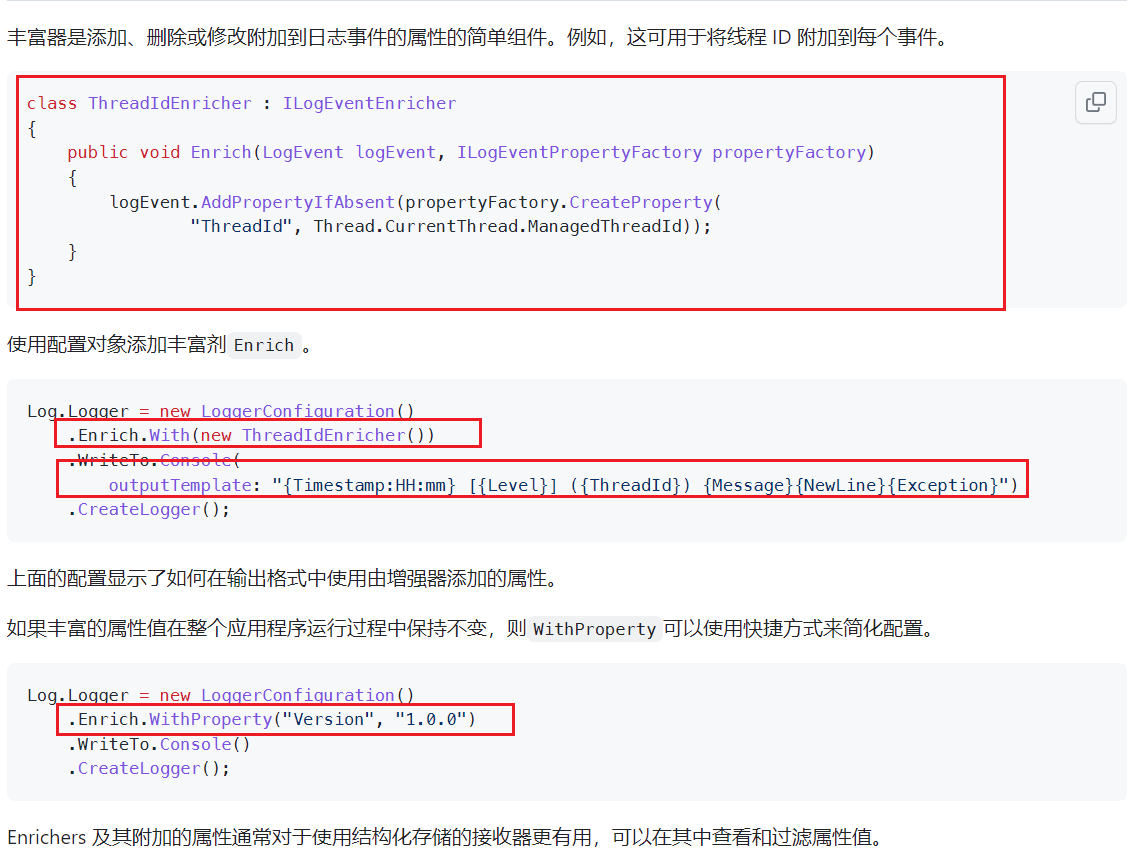 丰富器是添加、删除或修改附加到日志事件的属性的简单组件。例如，这可用于将线程 ID 附加到每个事件。
class ThreadIdEnricher : ILogEventEnricher
{
    public void Enrich(LogEvent logEvent, ILogEventPropertyFactory propertyFactory)
    {
        logEvent.AddPropertyIfAbsent(propertyFactory.CreateProperty(
                "ThreadId", Thread.CurrentThread.ManagedThreadId));
    }
}
使用配置对象添加丰富剂 Enrich 。
Log.Logger = new LoggerConfiguration()
    .Enrich.With(new ThreadIdEnricher())
    .WriteTo.Console(
        outputTemplate: "{Timestamp:HH:mm} [{Level}] ({ThreadId}) {Message}{NewLine}{Exception}")
    .CreateLogger();
上面的配置显示了如何在输出格式中使用由增强器添加的属性。
如果丰富的属性值在整个应用程序运行过程中保持不变，则 WithProperty 可以使用快捷方式来简化配置。
Log.Logger = new LoggerConfiguration()
    .Enrich.WithProperty("Version", "1.0.0")
    .WriteTo.Console()
    .CreateLogger();
Enrichers 及其附加的属性通常对于使用结构化存储的接收器更有用，可以在其中查看和过滤属性值。